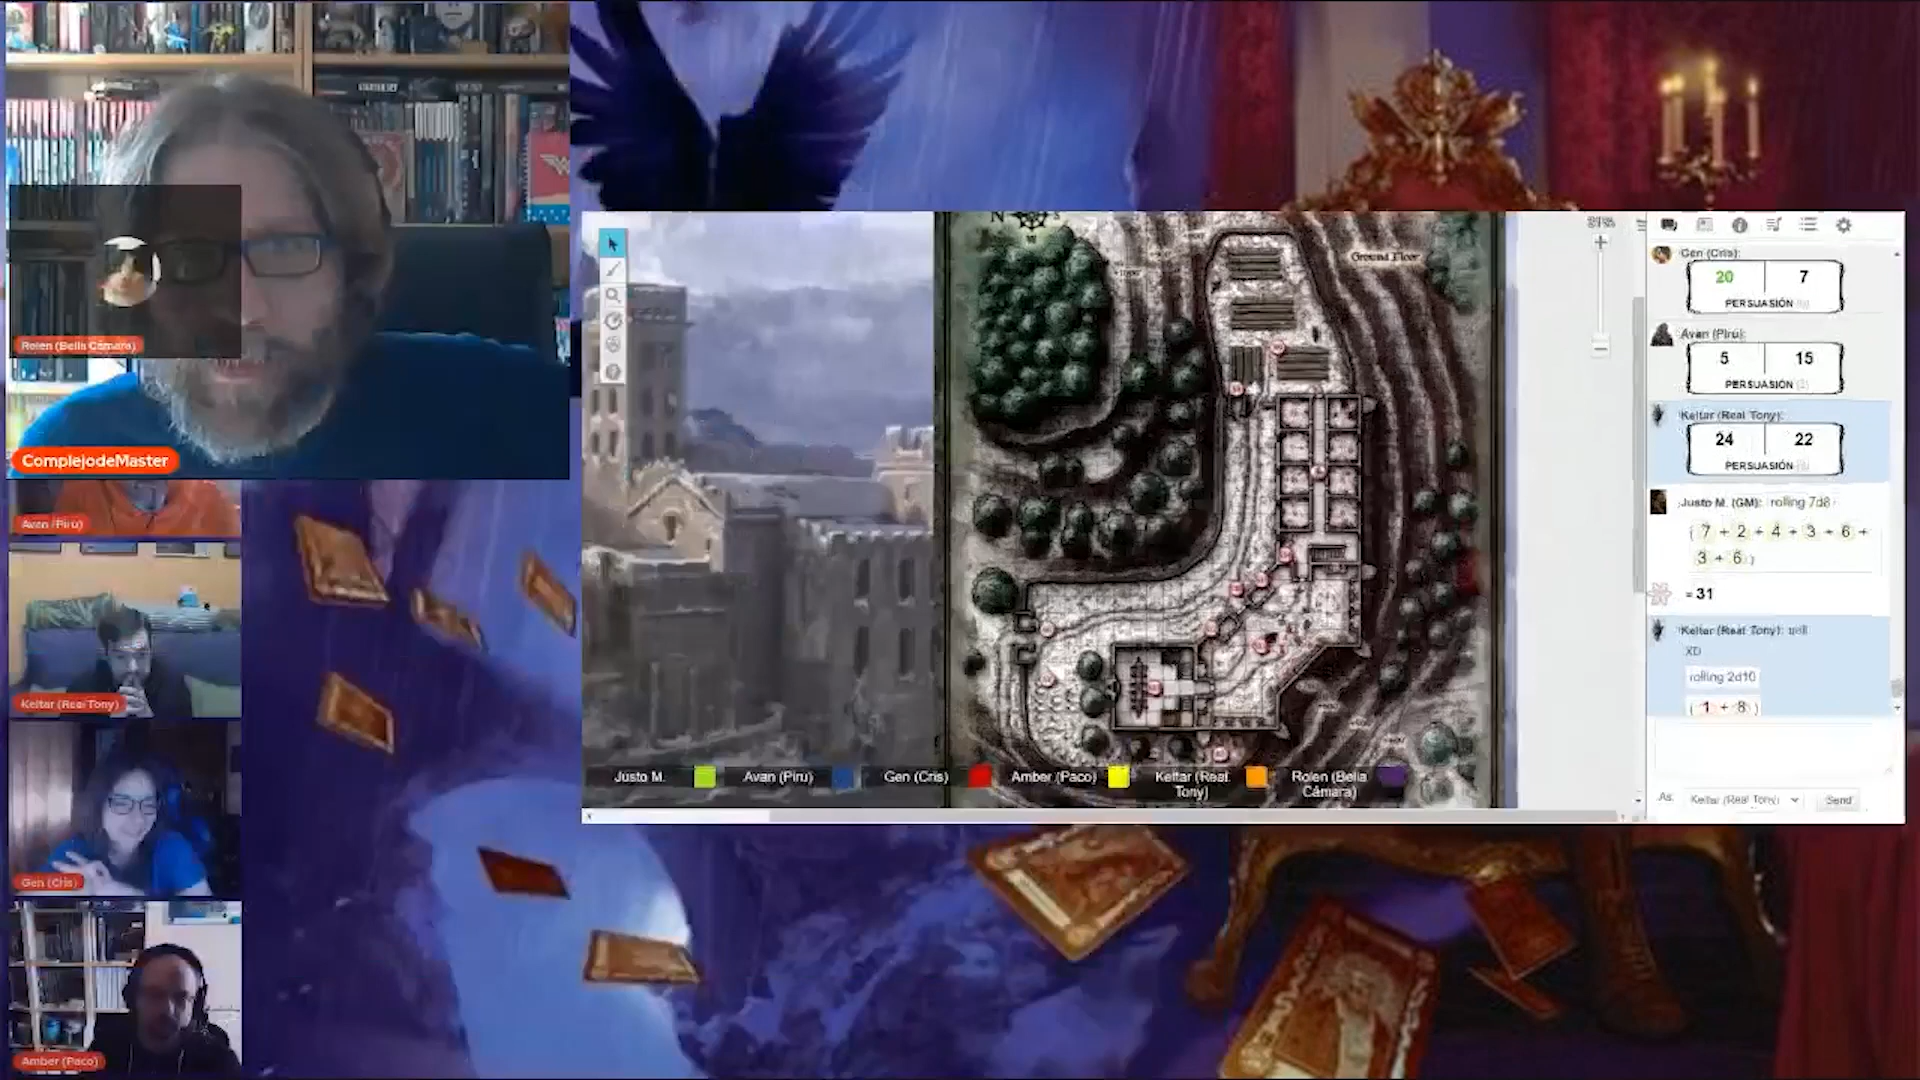 Rolen (Bella Cámara)
ComplejodeMaster
Avan (Piru)
Keltar (Real Tony)
Gen (Cris)
Amber (Paco)
N
Ground Floor
Justo M.
Avan (Piru)
Gen (Cris)
Amber (Paco)
Keltar (Real
Tony)
Rolen (Bella
Cámara)
Gen (Cris):
20 7
PERSUASIÓN
Avan (Piru):
5 15
PERSUASIÓN
Keltar (Real Tony):
24 22
PERSUASIÓN
Justo M. (GM): rolling 7d8
( 7 + 2 + 4 + 3 + 6 +
3 + 6 )
= 31
Keltar (Real Tony):
XD
rolling 2d10
( 1 + 8 )
As:
Keltar (Real Tony)
Send